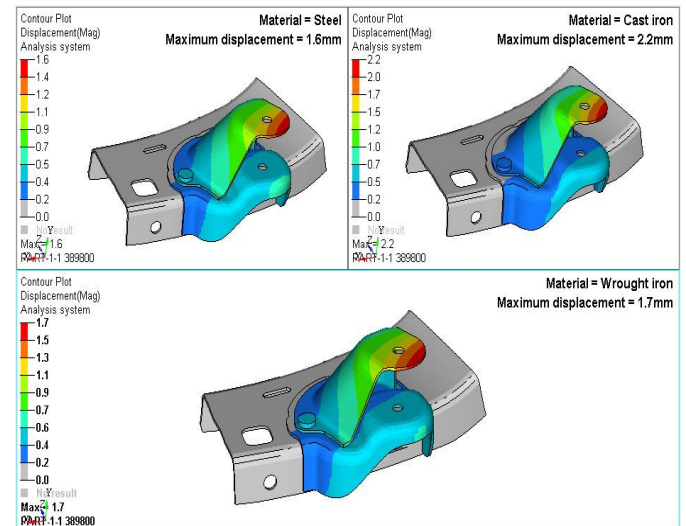 Contour Plot
Displacement(Mag)
Analysis system
Material = Steel
Maximum displacement = 1.6mm
1.6
1.4
1.2
1.1
0.9
0.7
0.5
0.4
0.2
0.0
No result
Max = 1.6
PART-1-1 389800
Contour Plot
Displacement(Mag)
Analysis system
Material = Cast iron
Maximum displacement = 2.2mm
2.2
2.0
1.7
1.5
1.2
1.0
0.7
0.5
0.2
0.0
No result
Max = 2.2
PART-1-1 389800
Contour Plot
Displacement(Mag)
Analysis system
Material = Wrought iron
Maximum displacement = 1.7mm
1.7
1.5
1.3
1.1
0.9
0.7
0.6
0.4
0.2
0.0
No result
Max = 1.7
PART-1-1 389800